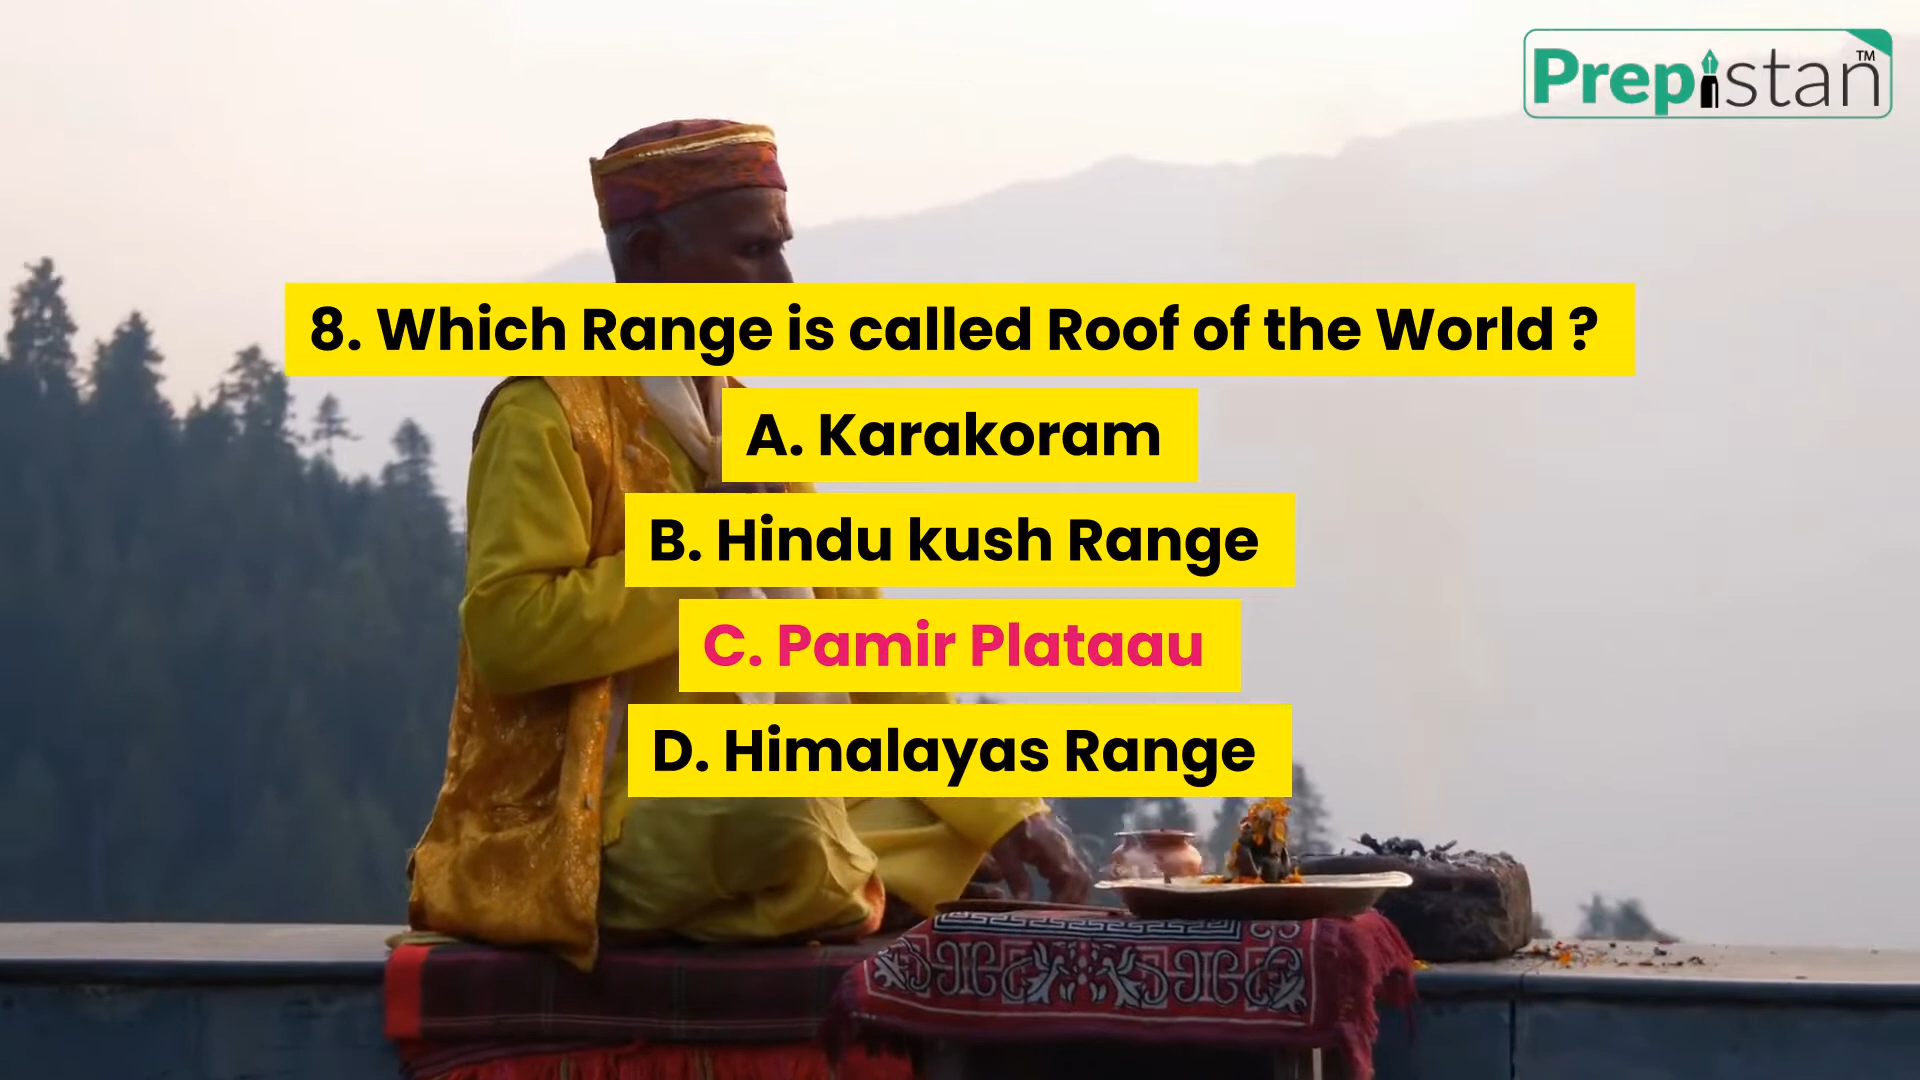 Prepistan™
8. Which Range is called Roof of the World ?
A. Karakoram
B. Hindu kush Range
C. Pamir Plataau
D. Himalayas Range